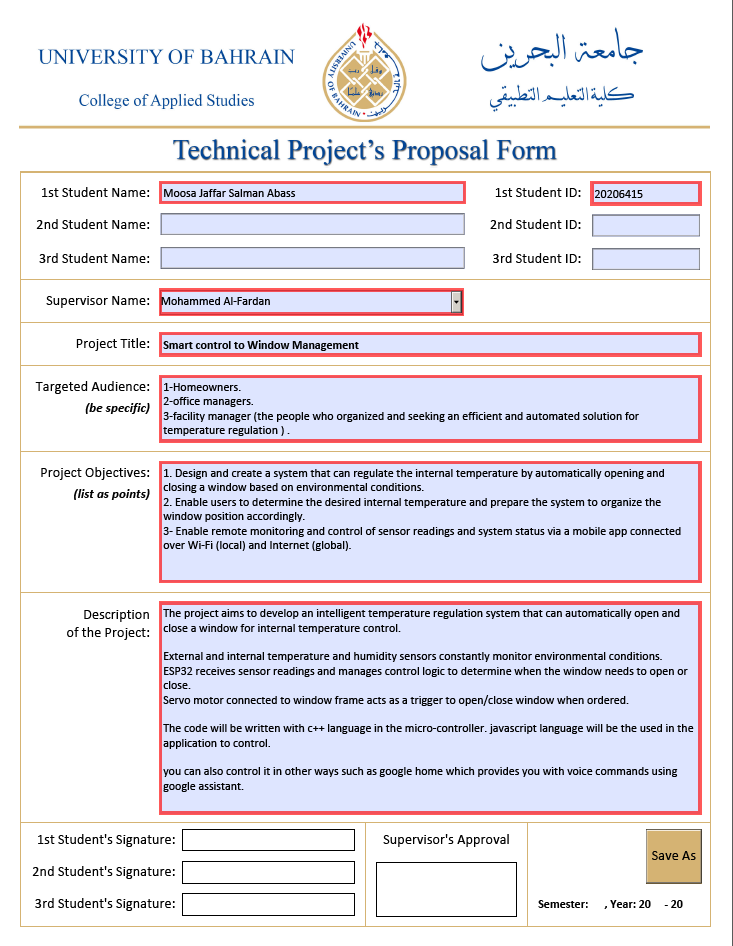 UNIVERSITY OF BAHRAIN
College of Applied Studies
جامعة البحرين
كلية التعليم التطبيقي
UNIVERSITY OF BAHRAIN
Technical Project's Proposal Form
1st Student Name: Moosa Jaffar Salman Abass 1st Student ID: 20206415
2nd Student Name: 2nd Student ID:
3rd Student Name: 3rd Student ID:
Supervisor Name: Mohammed Al-Fardan
Project Title: Smart control to Window Management
Targeted Audience:
(be specific)
1-Homeowners.
2-office managers.
3-facility manager (the people who organized and seeking an efficient and automated solution for
temperature regulation ) .
Project Objectives:
(list as points)
1. Design and create a system that can regulate the internal temperature by automatically opening and
closing a window based on environmental conditions.
2. Enable users to determine the desired internal temperature and prepare the system to organize the
window position accordingly.
3- Enable remote monitoring and control of sensor readings and system status via a mobile app connected
over Wi-Fi (local) and Internet (global).
Description
of the Project:
The project aims to develop an intelligent temperature regulation system that can automatically open and
close a window for internal temperature control.
External and internal temperature and humidity sensors constantly monitor environmental conditions.
ESP32 receives sensor readings and manages control logic to determine when the window needs to open or
close.
Servo motor connected to window frame acts as a trigger to open/close window when ordered.
The code will be written with c++ language in the micro-controller. javascript language will be the used in the
application to control.
you can also control it in other ways such as google home which provides you with voice commands using
google assistant.
1st Student's Signature:
2nd Student's Signature:
3rd Student's Signature:
Supervisor's Approval
Save As
Semester: , Year: 20 - 20